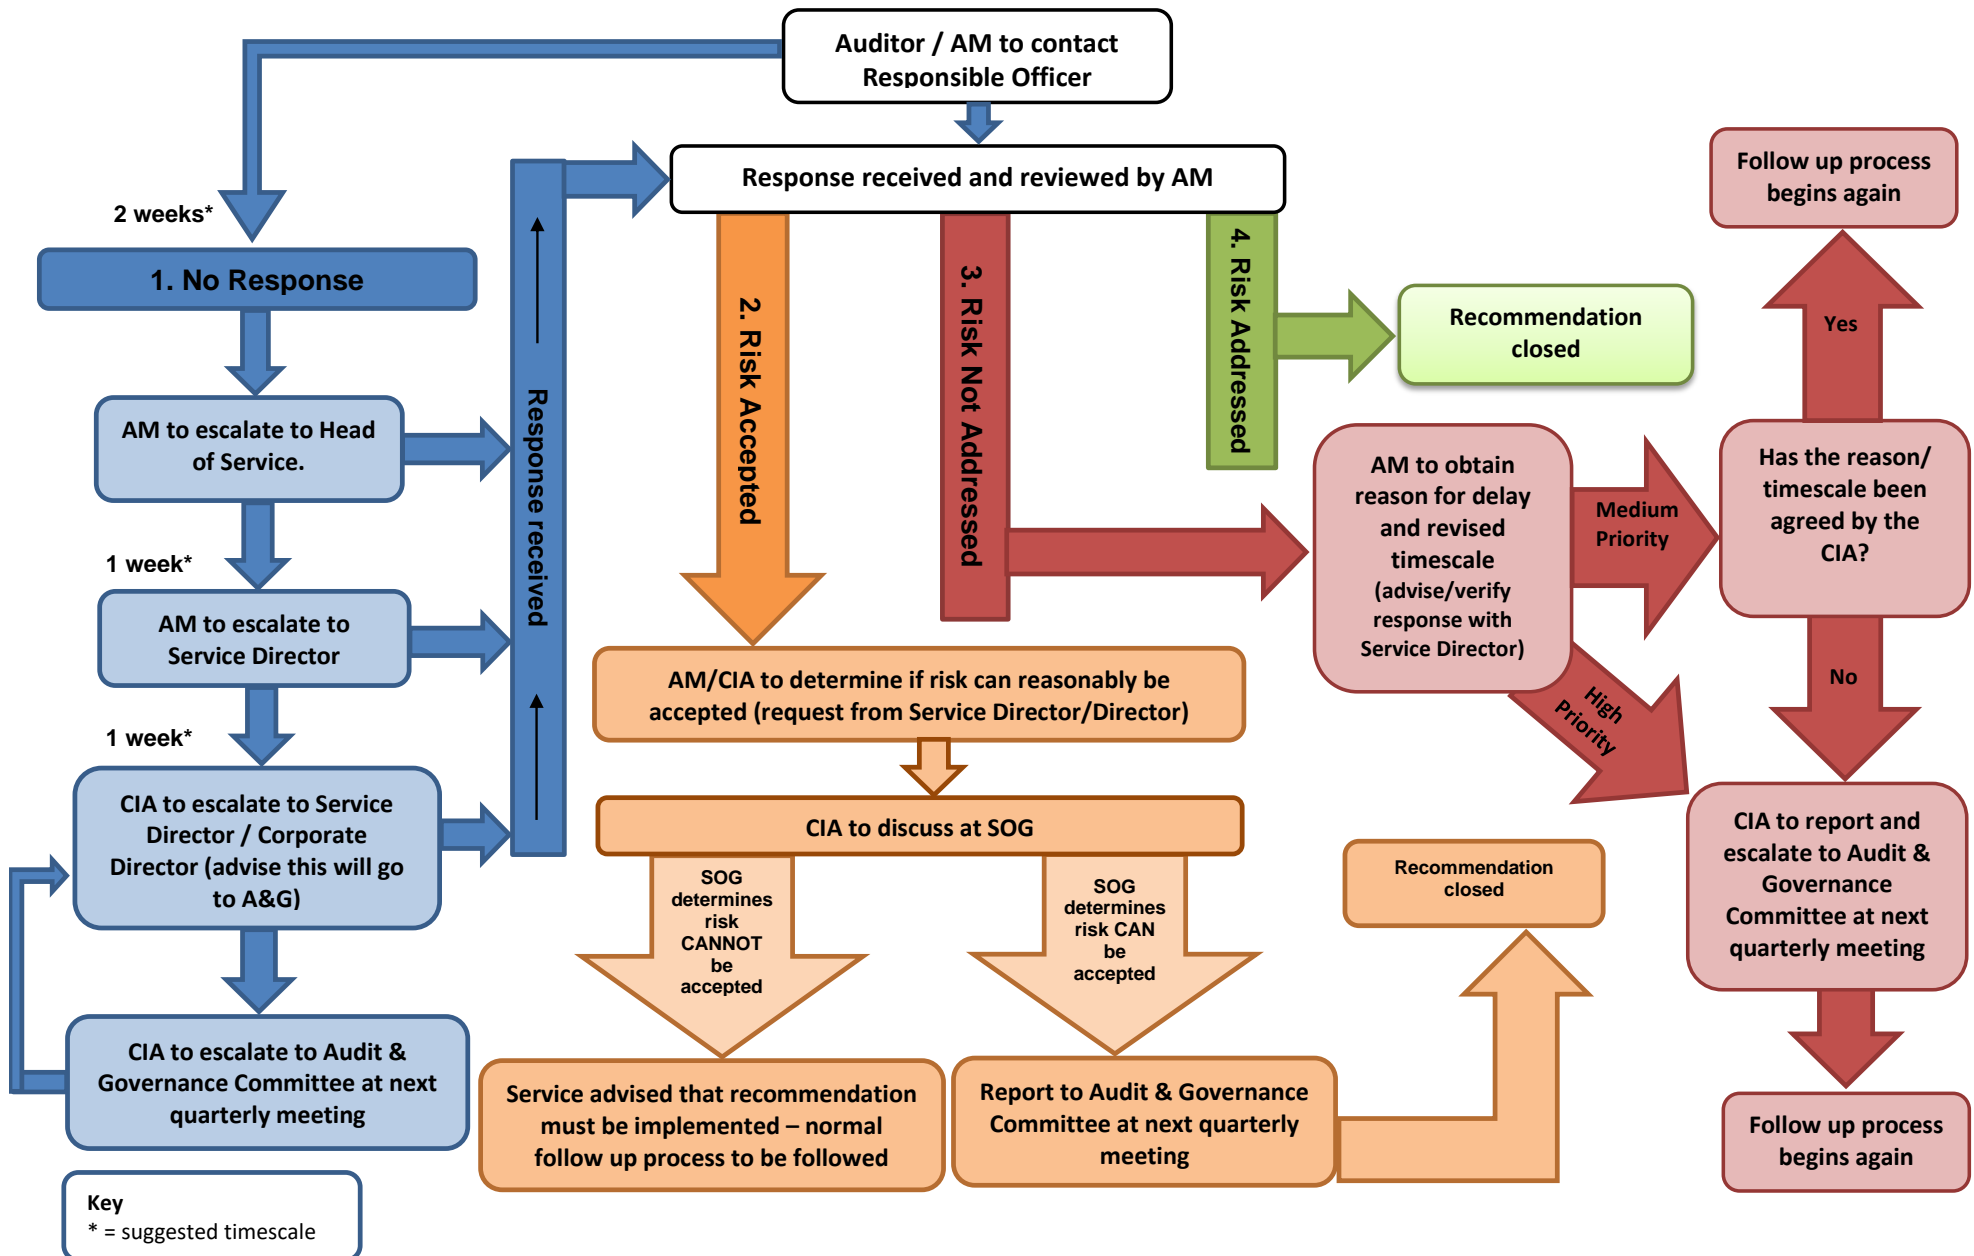 Auditor / AM to contact
Responsible Officer
Response received and reviewed by AM
2 weeks*
1. No Response
AM to escalate to Head
of Service.
1 week*
AM to escalate to
Service Director
1 week*
CIA to escalate to Service
Director / Corporate
Director (advise this will go
to A&G)
CIA to escalate to Audit &
Governance Committee at next
quarterly meeting
Key
* = suggested timescale
Response received
2. Risk Accepted
AM/CIA to determine if risk can reasonably be
accepted (request from Service Director/Director)
CIA to discuss at SOG
SOG
determines
risk
CANNOT
be
accepted
SOG
determines
risk CAN
be
accepted
Service advised that recommendation
must be implemented – normal
follow up process to be followed
Report to Audit & Governance
Committee at next quarterly
meeting
Recommendation
closed
3. Risk Not Addressed
4. Risk Addressed
Recommendation
closed
AM to obtain
reason for delay
and revised
timescale
(advise/verify
response with
Service Director)
Medium
Priority
High
Priority
Follow up process
begins again
Yes
Has the reason/
timescale been
agreed by the
CIA?
No
CIA to report and
escalate to Audit &
Governance
Committee at next
quarterly meeting
Follow up process
begins again